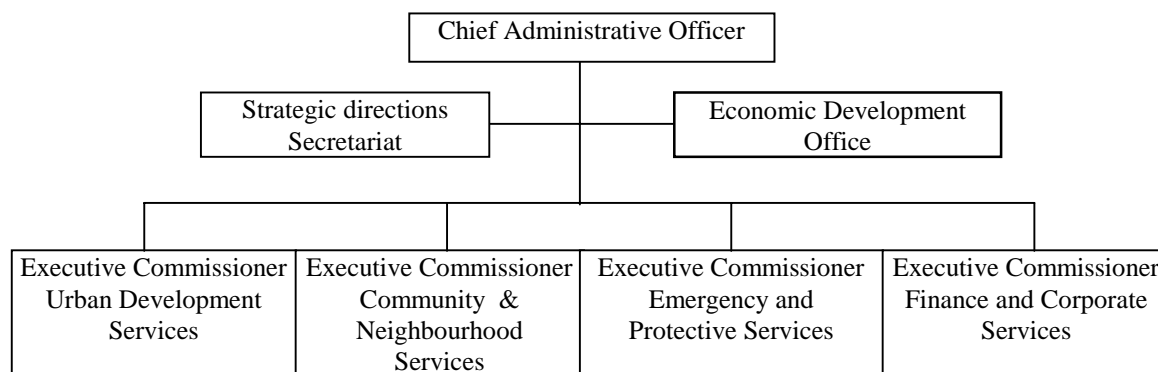 Chief Administrative Officer
Strategic directions
Secretariat
Economic Development
Office
Executive Commissioner
Urban Development
Services
Executive Commissioner
Community &
Neighbourhood
Services
Executive Commissioner
Emergency and
Protective Services
Executive Commissioner
Finance and Corporate
Services